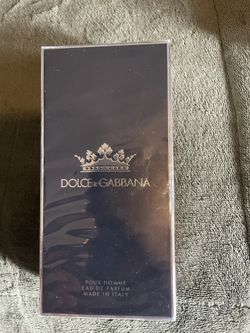 DOLCE & GABBANA
POUR HOMME
EAU DE PARFUM
MADE IN ITALY